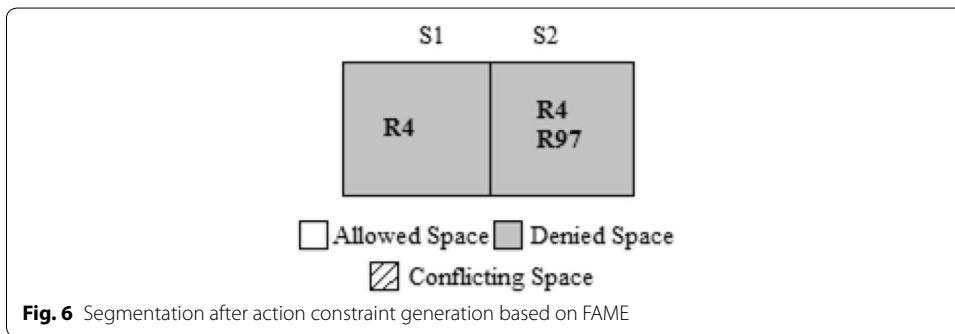 S1 S2
R4
R4
R97
Allowed Space Denied Space
Conflicting Space
Fig. 6 Segmentation after action constraint generation based on FAME